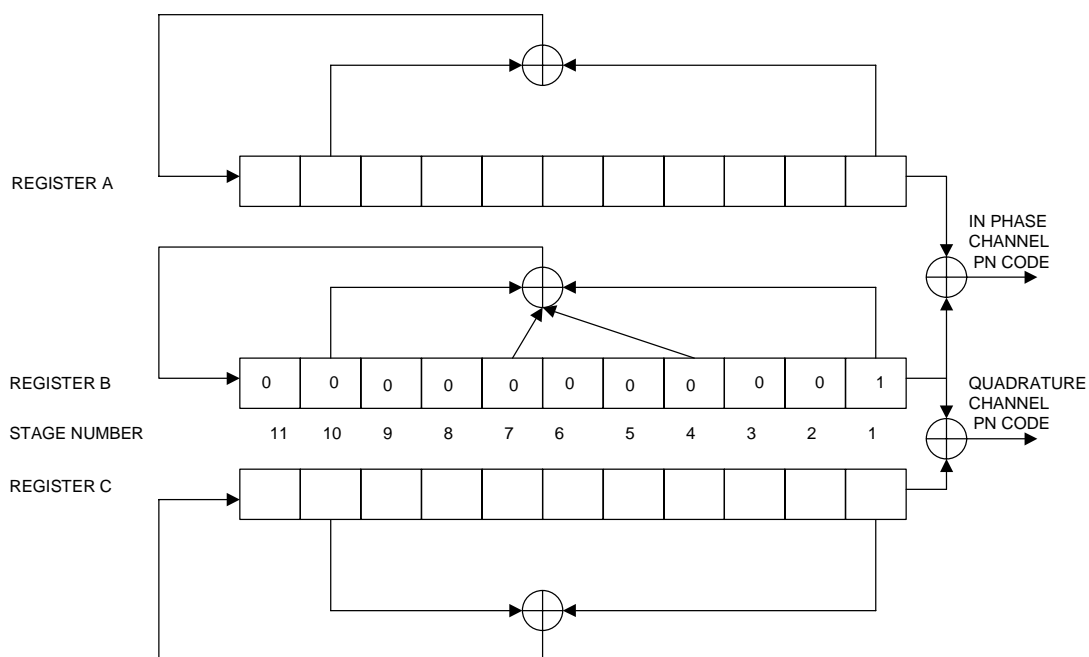 REGISTER A
IN PHASE
CHANNEL
PN CODE
REGISTER B
0 0 0 0 0 0 0 0 0 0 1
QUADRATURE
CHANNEL
PN CODE
STAGE NUMBER
11 10 9 8 7 6 5 4 3 2 1
REGISTER C